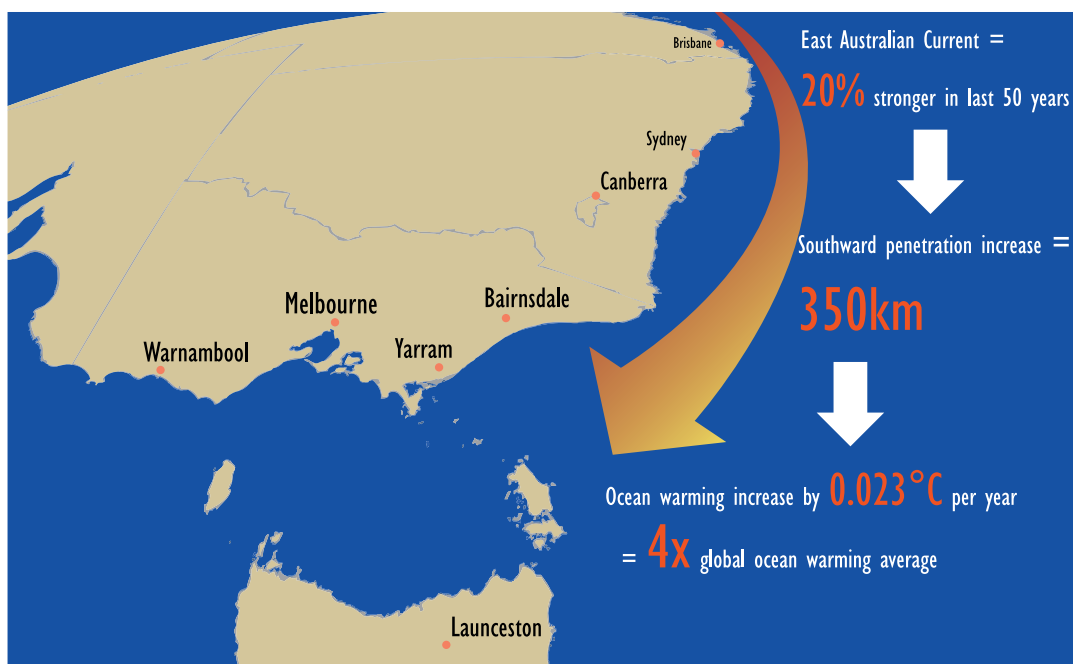 Brisbane
East Australian Current =
20% stronger in last 50 years
Sydney
Canberra
Southward penetration increase =
350km
Melbourne
Bairnsdale
Warnambool
Yarram
Ocean warming increase by 0.023°C per year
= 4x global ocean warming average
Launceston